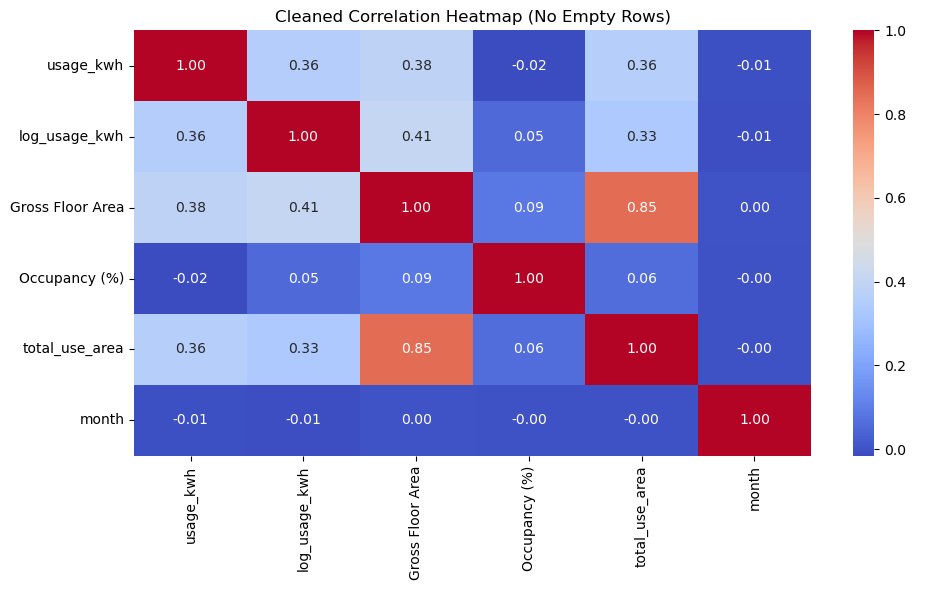 Cleaned Correlation Heatmap (No Empty Rows)
usage_kwh 1.00 0.36 0.38 -0.02 0.36 -0.01
log_usage_kwh 0.36 1.00 0.41 0.05 0.33 -0.01
Gross Floor Area 0.38 0.41 1.00 0.09 0.85 0.00
Occupancy (%) -0.02 0.05 0.09 1.00 0.06 -0.00
total_use_area 0.36 0.33 0.85 0.06 1.00 -0.00
month -0.01 -0.01 0.00 -0.00 -0.00 1.00
usage_kwh
log_usage_kwh
Gross Floor Area
Occupancy (%)
total_use_area
month
1.0
0.8
0.6
0.4
0.2
0.0